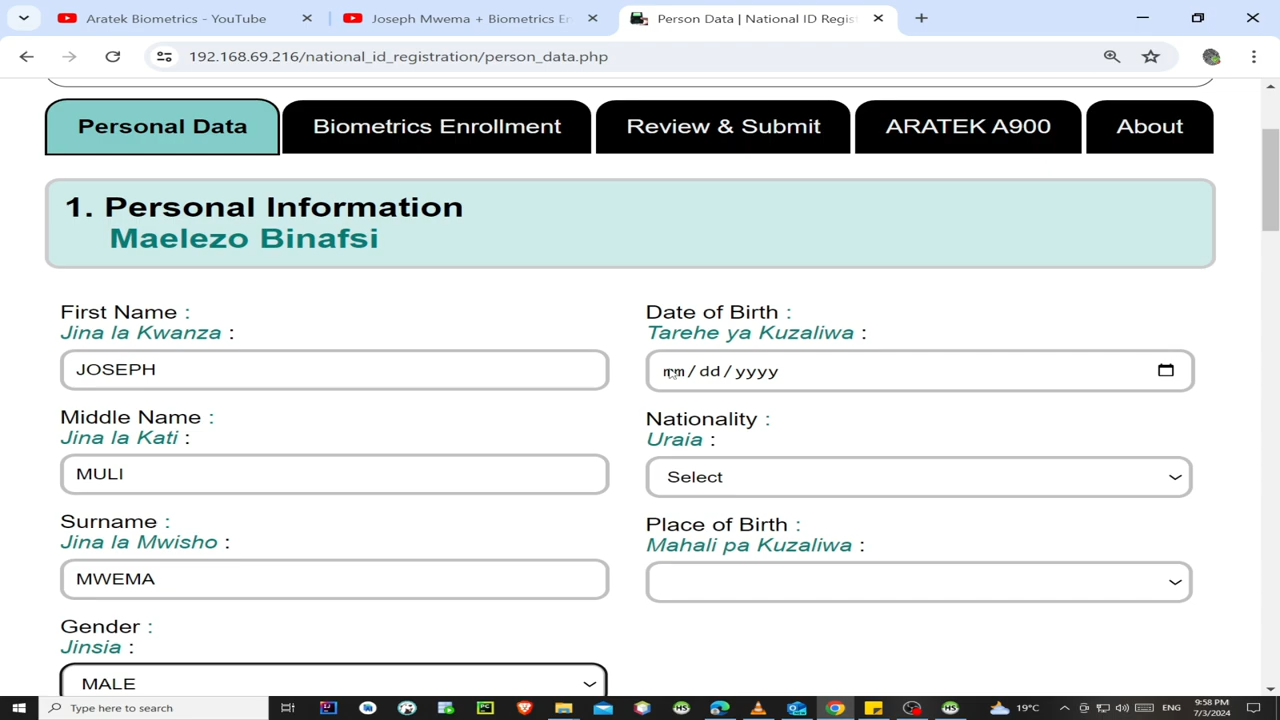 Aratek Biometrics - YouTube
Joseph Mwema + Biometrics En
Person Data | National ID Regis
192.168.69.216/national_id_registration/person_data.php
Personal Data
Biometrics Enrollment
Review & Submit
ARATEK A900
About
1. Personal Information
Maelezo Binafsi
First Name :
Jina la Kwanza :
JOSEPH
Middle Name :
Jina la Kati :
MULI
Surname :
Jina la Mwisho :
MWEMA
Gender :
Jinsia :
MALE
Date of Birth :
Tarehe ya Kuzaliwa :
mm/dd/yyyy
Nationality :
Uraia :
Select
Place of Birth :
Mahali pa Kuzaliwa :
Type here to search
19°C
ENG
9:58 PM
7/3/2024